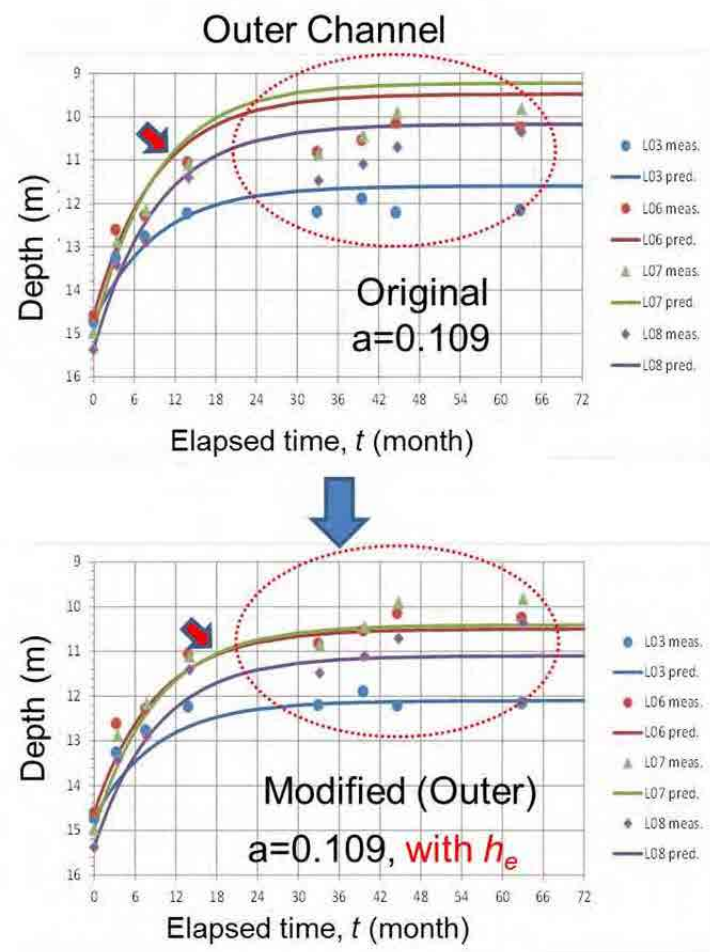 Outer Channel
9
10
11
12
13
14
15
16
Depth (m)
0 6 12 18 24 30 36 42 48 54 60 66 72
Elapsed time, t (month)
Original
a=0.109
L03 meas.
L03 pred.
L06 meas.
L06 pred.
L07 meas.
L07 pred.
L08 meas.
L08 pred.
9
10
11
12
13
14
15
16
Depth (m)
0 6 12 18 24 30 36 42 48 54 60 66 72
Elapsed time, t (month)
Modified (Outer)
a=0.109, with he
L03 meas.
L03 pred.
L06 meas.
L06 pred.
L07 meas.
L07 pred.
L08 meas.
L08 pred.